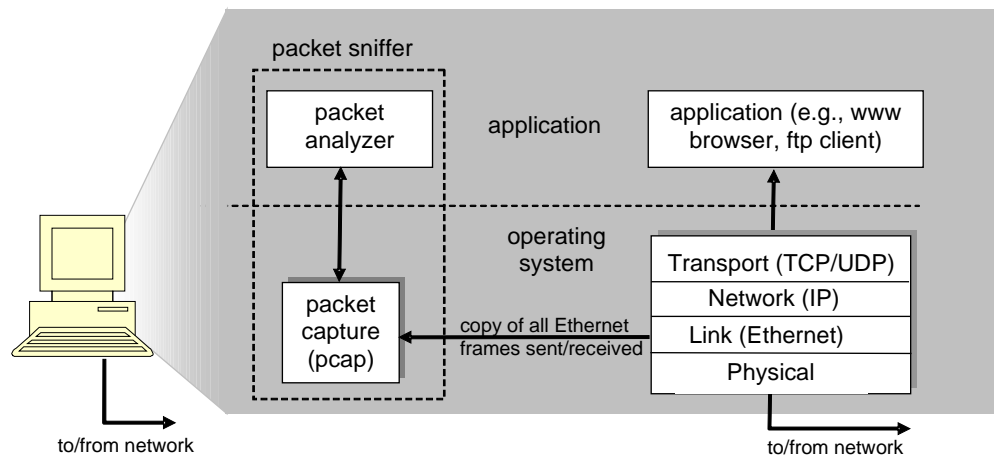 packet sniffer
packet
analyzer
application
application (e.g., www
browser, ftp client)
operating
system
packet
capture
(pcap)
copy of all Ethernet
frames sent/received
Transport (TCP/UDP)
Network (IP)
Link (Ethernet)
Physical
to/from network
to/from network